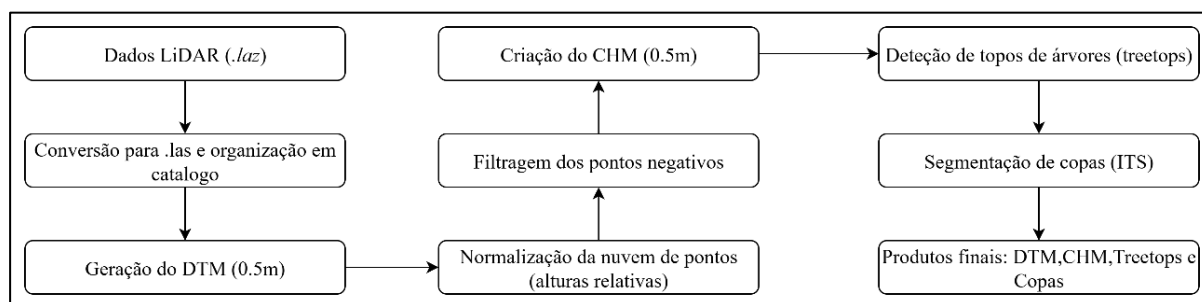 Dados LiDAR (.laz)
Conversão para .las e organização em
catalogo
Geração do DTM (0.5m)
Normalização da nuvem de pontos
(alturas relativas)
Filtragem dos pontos negativos
Criação do CHM (0.5m)
Deteção de topos de árvores (treetops)
Segmentação de copas (ITS)
Produtos finais: DTM,CHM,Treetops e
Copas